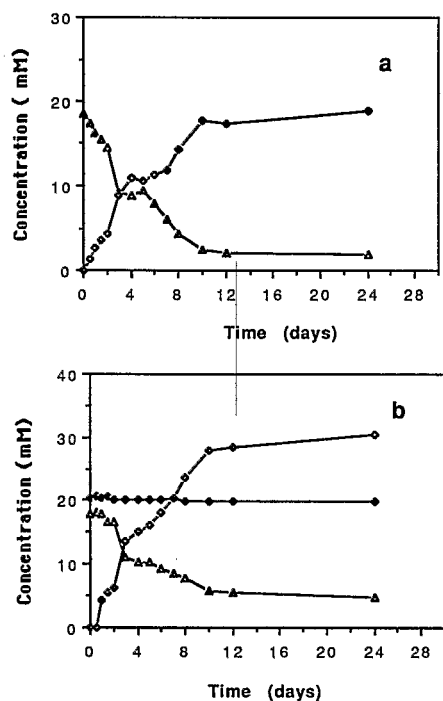 30
a
20
10
0
Concentration ( mM)
0 4 8 12 16 20 24 28
Time (days)
40
b
30
20
10
0
Concentration (mM)
0 4 8 12 16 20 24 28
Time (days)